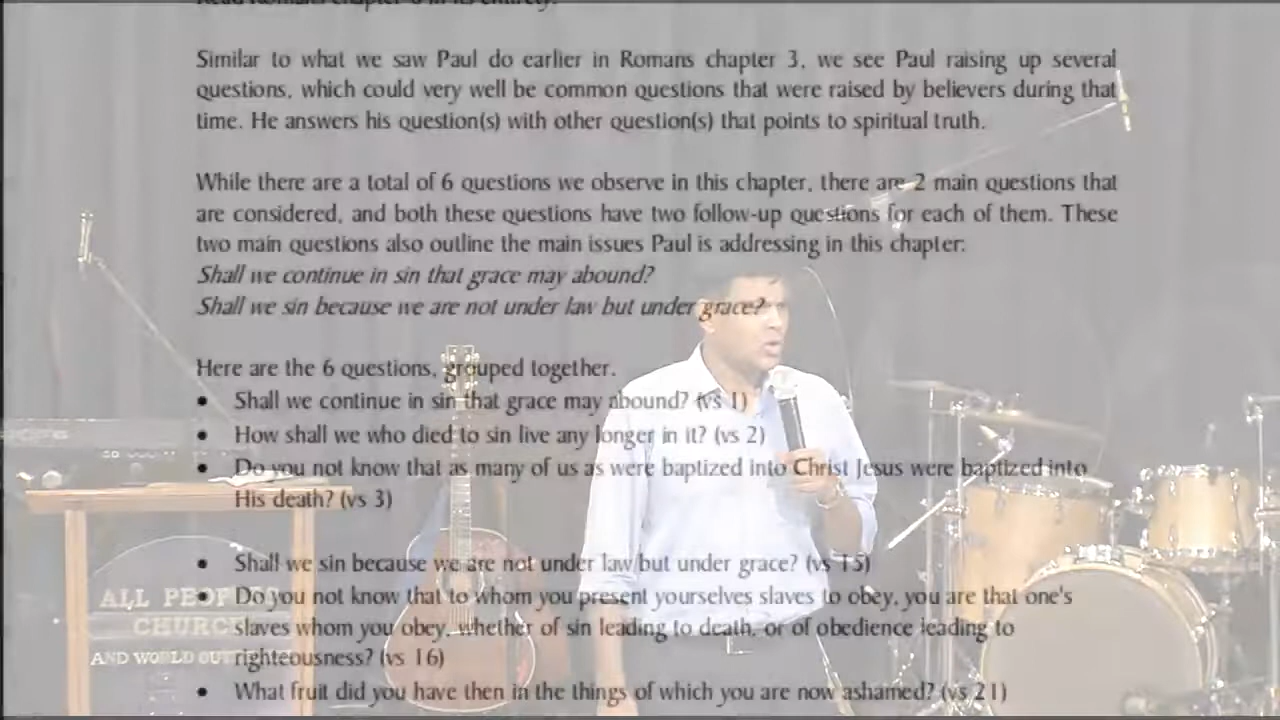 Read Romans chapter 6 in its entirety.
Similar to what we saw Paul do earlier in Romans chapter 3, we see Paul raising up several
questions, which could very well be common questions that were raised by believers during that
time. He answers his question(s) with other question(s) that points to spiritual truth.
While there are a total of 6 questions we observe in this chapter, there are 2 main questions that
are considered, and both these questions have two follow-up questions for each of them. These
two main questions also outline the main issues Paul is addressing in this chapter:
Shall we continue in sin that grace may abound?
Shall we sin because we are not under law but under grace?
Here are the 6 questions, grouped together.
• Shall we continue in sin that grace may abound? (vs 1)
• How shall we who died to sin live any longer in it? (vs 2)
• Do you not know that as many of us as were baptized into Christ Jesus were baptized into
His death? (vs 3)
• Shall we sin because we are not under law but under grace? (vs 15)
• Do you not know that to whom you present yourselves slaves to obey, you are that one's
slaves whom you obey, whether of sin leading to death, or of obedience leading to
righteousness? (vs 16)
• What fruit did you have then in the things of which you are now ashamed? (vs 21)
ALL PEOPLES
CHURCH
AND WORLD